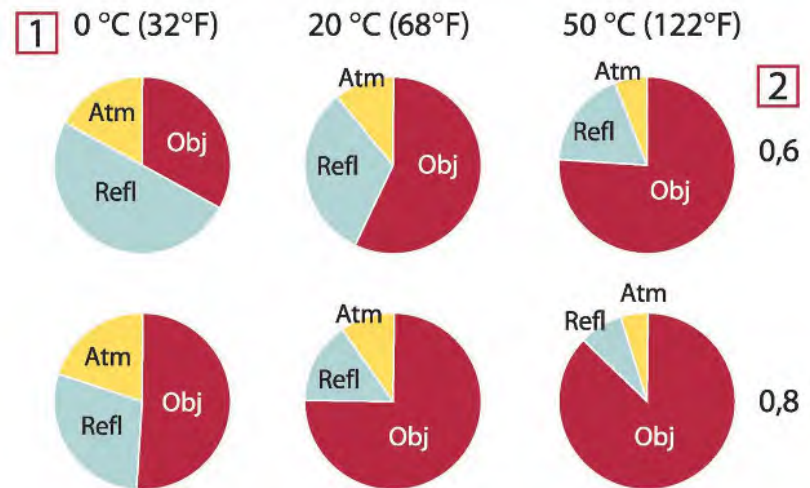 1 0 °C (32°F) 20 °C (68°F) 50 °C (122°F)
Atm Obj Refl
Atm Refl Obj
Atm Refl Obj
2
0,6
Atm Obj Refl
Atm Refl Obj
Atm Refl Obj
0,8